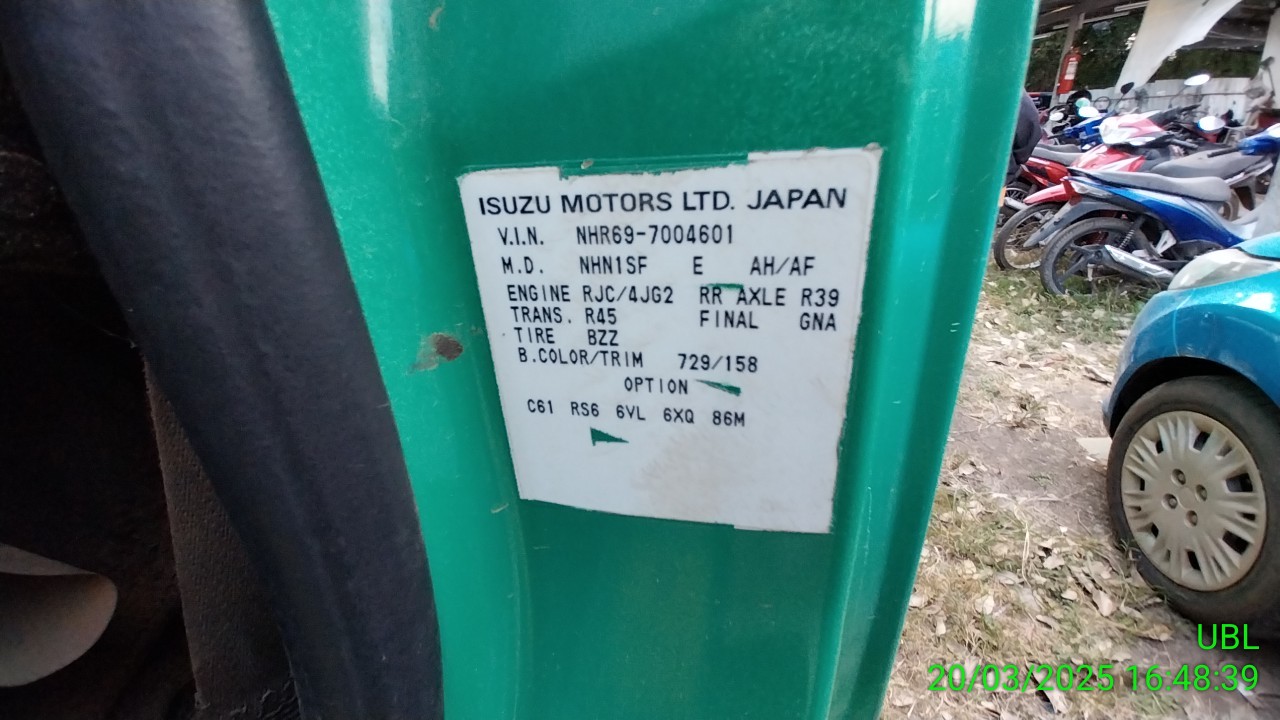 ISUZU MOTORS LTD. JAPAN
V.I.N. NHR69-7004601
M.D. NHN1SF E AH/AF
ENGINE RJC/4JG2 RR AXLE R39
TRANS. R45 FINAL GNA
TIRE BZZ
B.COLOR/TRIM 729/158
OPTION
C61 RS6 6VL 6XQ 86M
UBL
20/03/2025 16:48:39